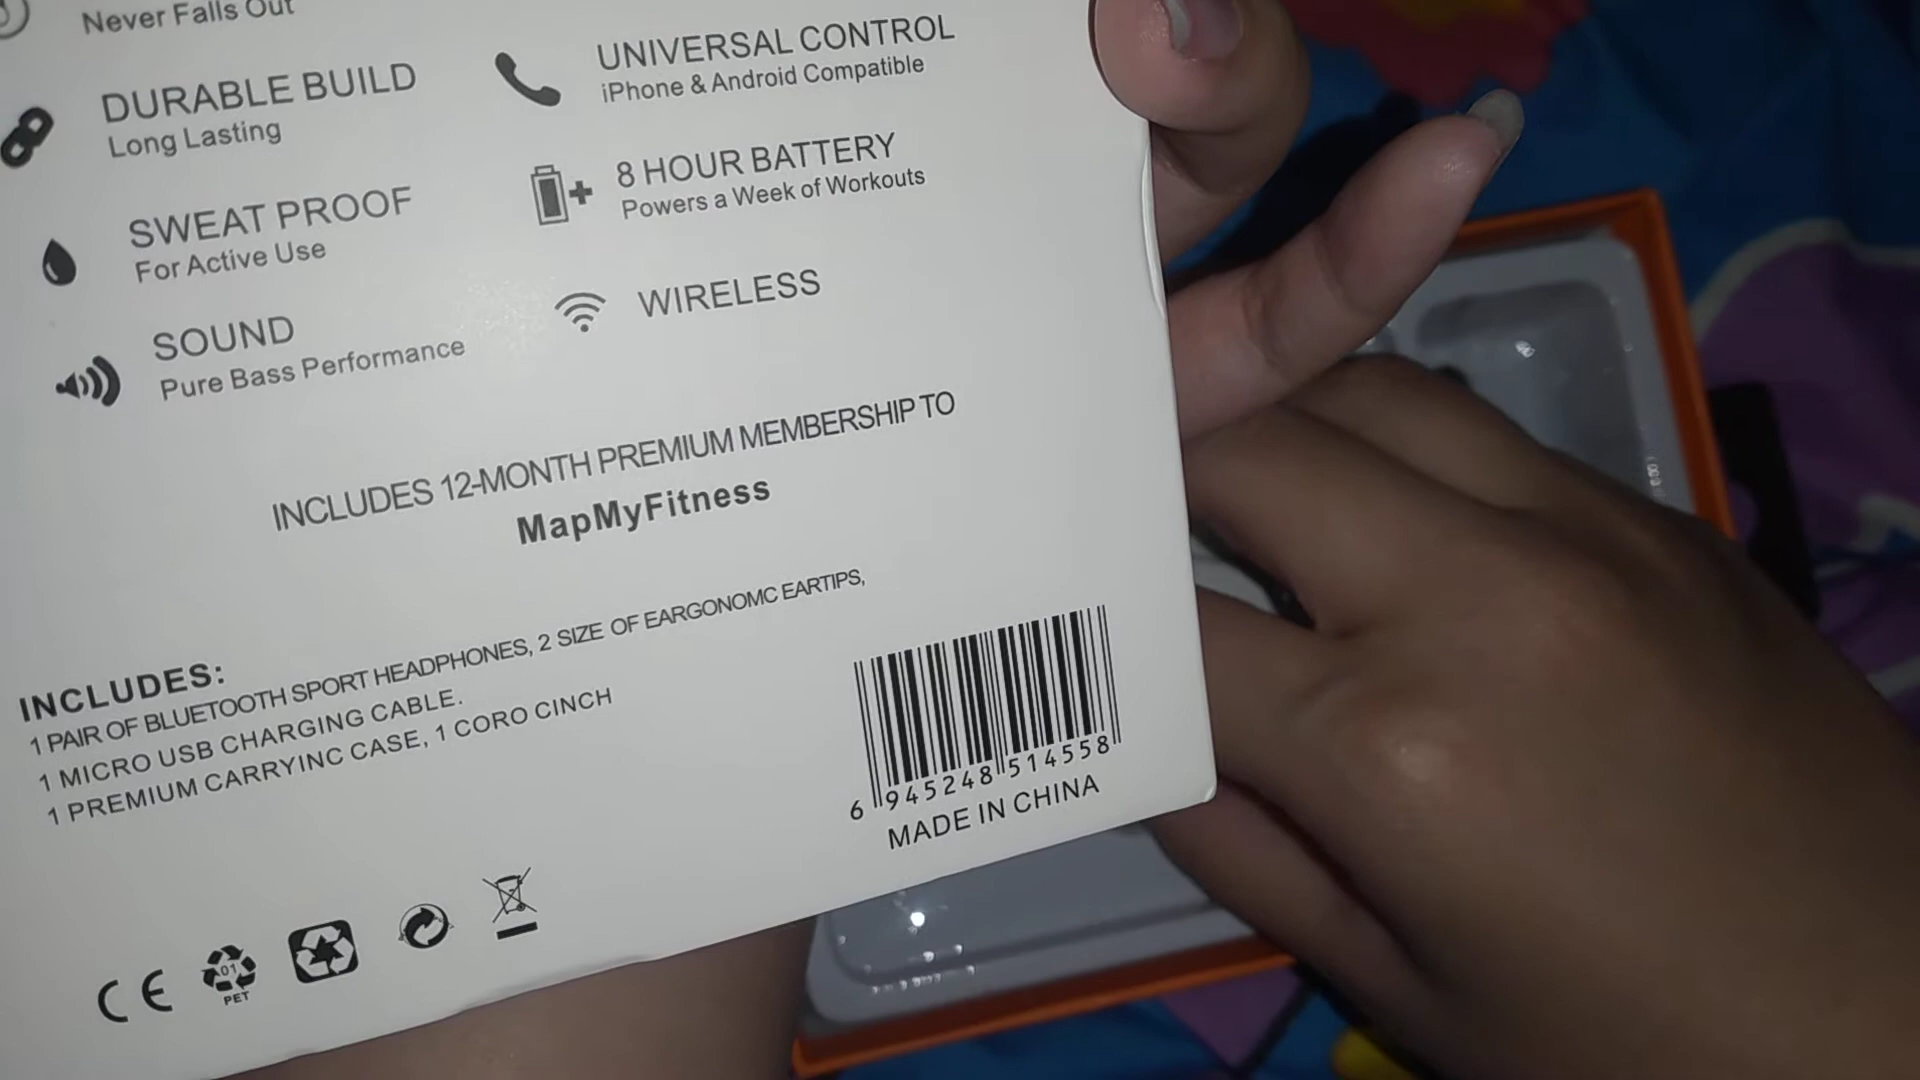 Never Falls Out
DURABLE BUILD
Long Lasting
SWEAT PROOF
For Active Use
SOUND
Pure Bass Performance
UNIVERSAL CONTROL
iPhone & Android Compatible
8 HOUR BATTERY
Powers a Week of Workouts
WIRELESS
INCLUDES 12-MONTH PREMIUM MEMBERSHIP TO
MapMyFitness
INCLUDES:
1 PAIR OF BLUETOOTH SPORT HEADPHONES, 2 SIZE OF EARGONOMC EARTIPS,
1 MICRO USB CHARGING CABLE.
1 PREMIUM CARRYINC CASE, 1 CORO CINCH
6 945248 514558
MADE IN CHINA
CE
01
PET